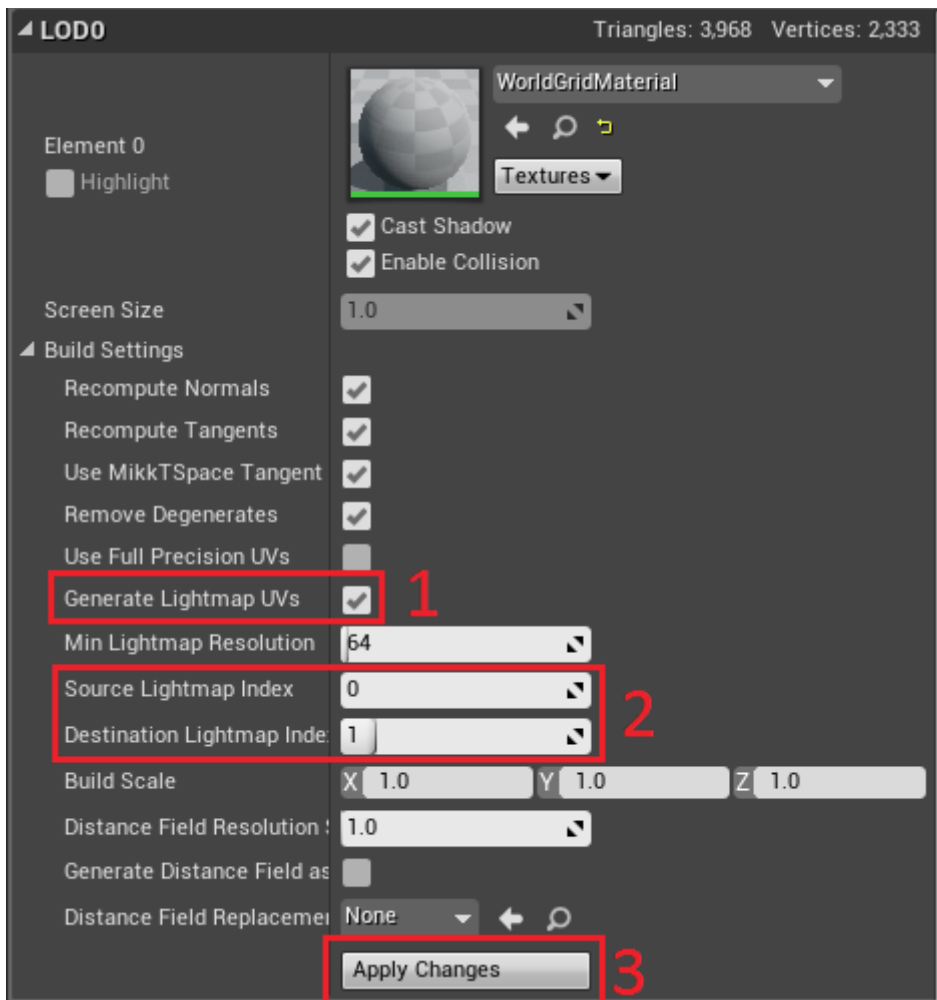 LOD0 Triangles: 3,968 Vertices: 2,333
WorldGridMaterial
Element 0
Highlight
Textures
Cast Shadow
Enable Collision
Screen Size 1.0
Build Settings
Recompute Normals
Recompute Tangents
Use MikkTSpace Tangent
Remove Degenerates
Use Full Precision UVs
Generate Lightmap UVs 1
Min Lightmap Resolution 64
Source Lightmap Index 0
2
Destination Lightmap Inde 1
Build Scale X 1.0 Y 1.0 Z 1.0
Distance Field Resolution 1.0
Generate Distance Field as
Distance Field Replacemen None
Apply Changes 3